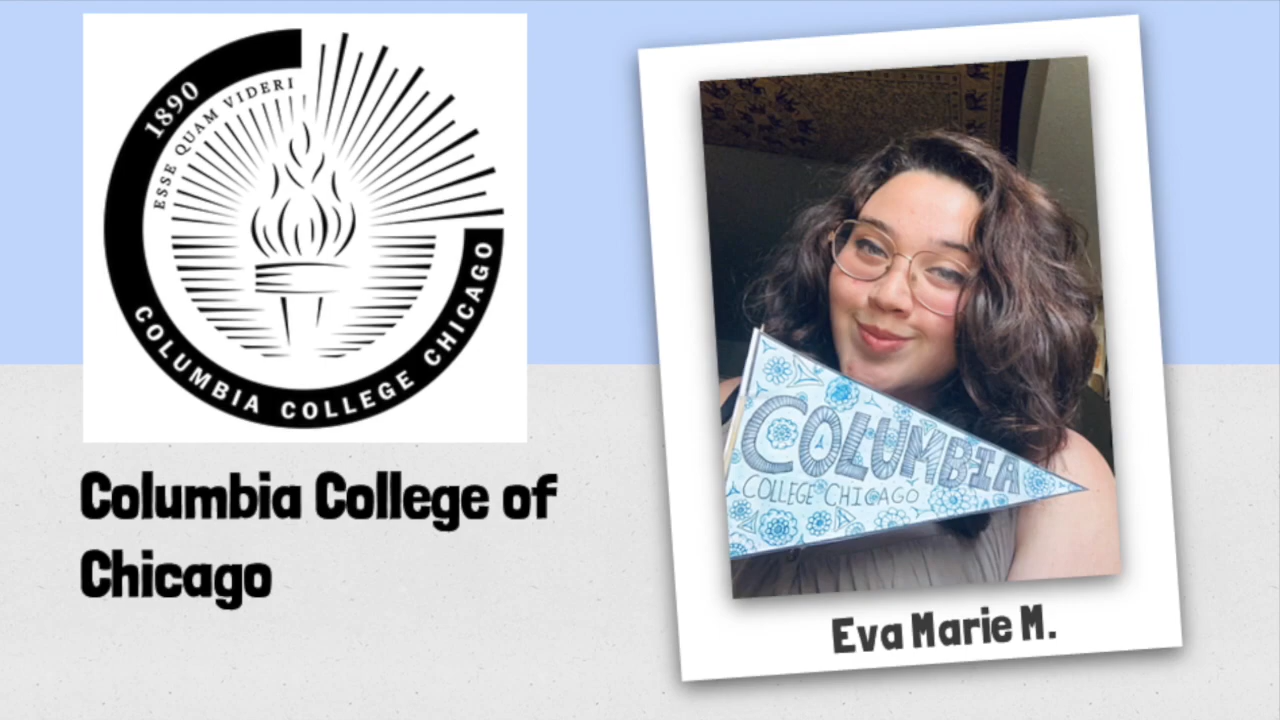 1890
ESSE QUAM VIDERI
COLUMBIA COLLEGE CHICAGO
Columbia College of
Chicago
COLUMBIA
COLLEGE CHICAGO
Eva Marie M.